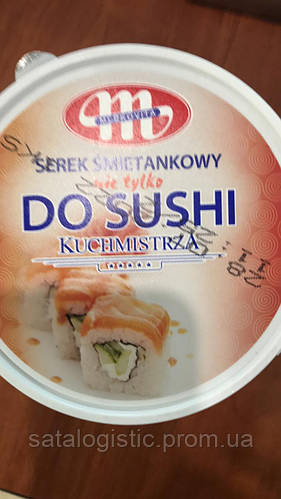 MLEKOVITA
SEREK ŚMIETANKOWY
nie tylko
DO SUSHI
KUCHMISTRZA
satalogistic.prom.ua